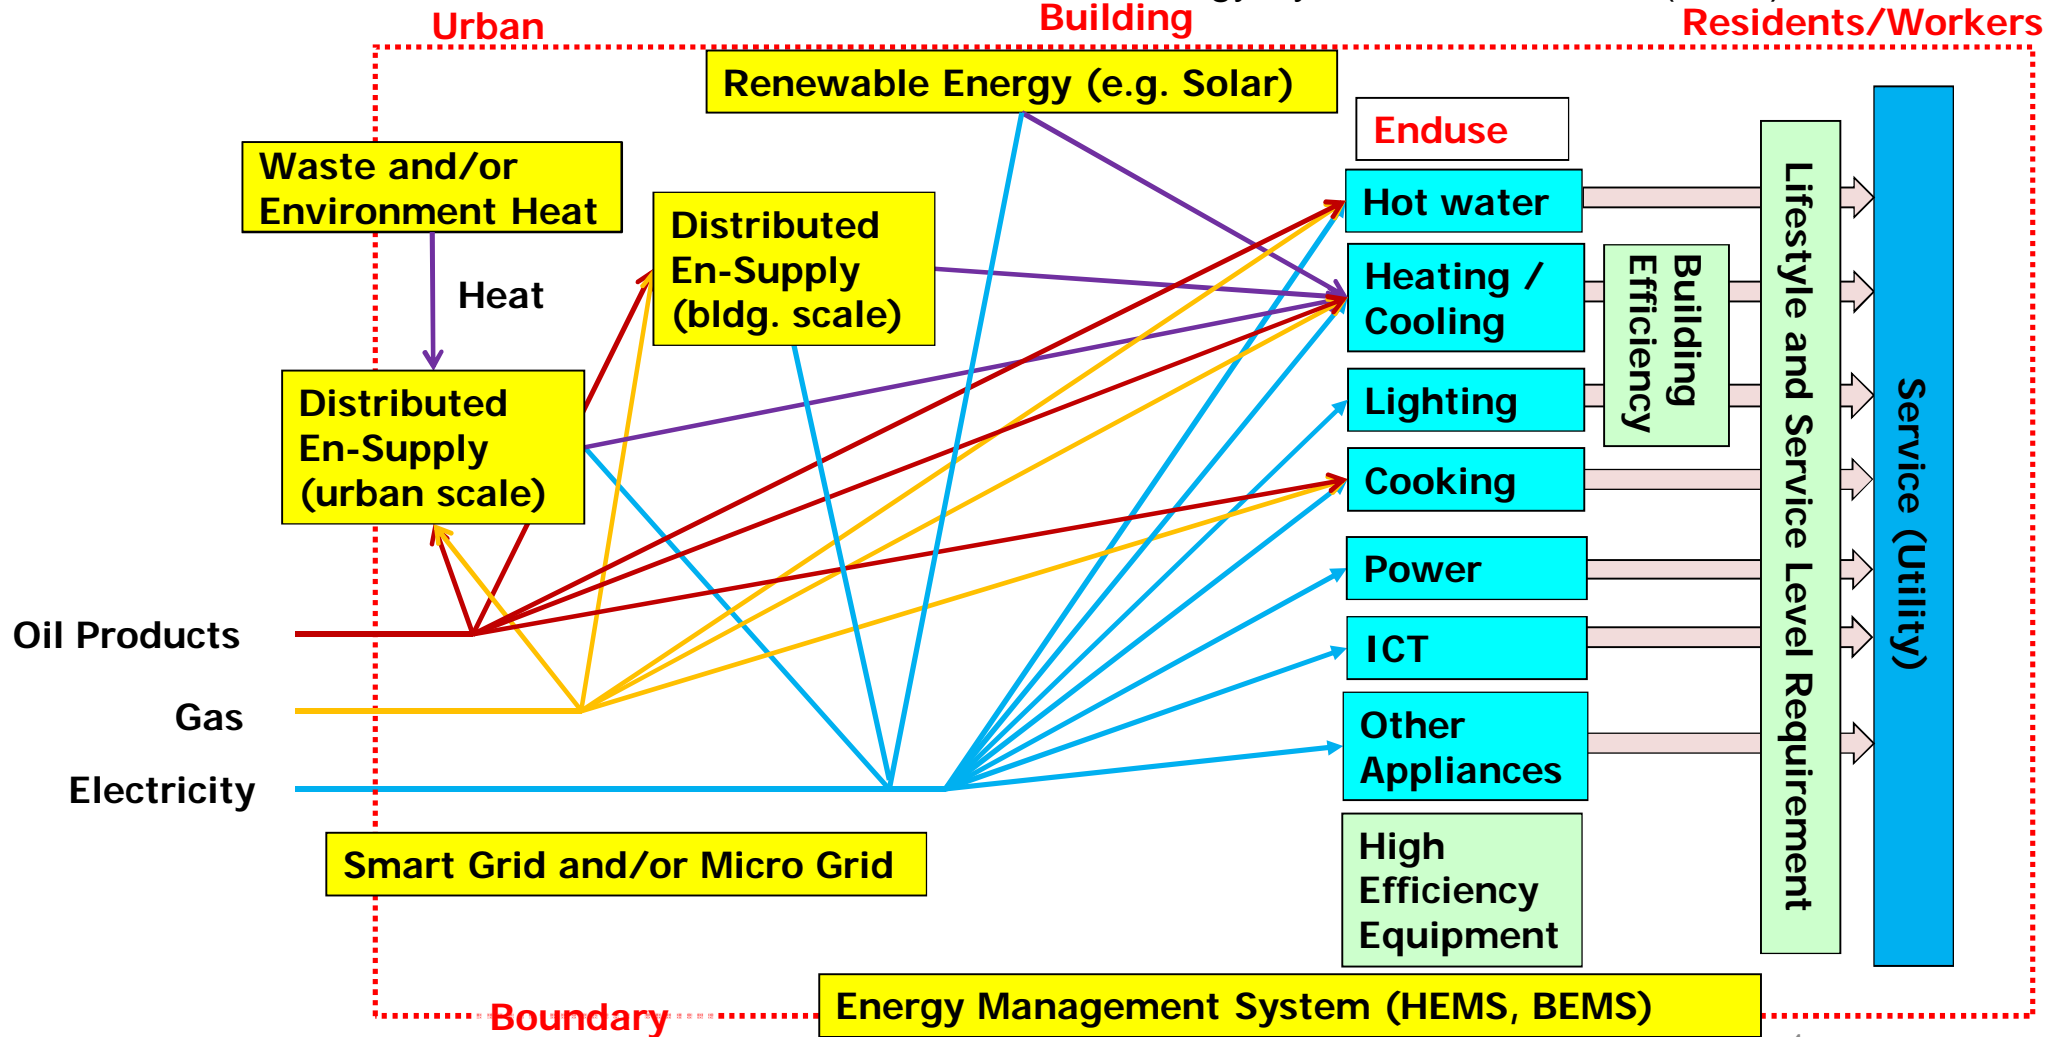 Urban
Building
Residents/Workers
Renewable Energy (e.g. Solar)
Enduse
Waste and/or
Environment Heat
Distributed
En-Supply
(bldg. scale)
Heat
Distributed
En-Supply
(urban scale)
Hot water
Heating /
Cooling
Lighting
Cooking
Power
ICT
Other
Appliances
Building
Efficiency
Lifestyle and Service Level Requirement
Service (Utility)
Oil Products
Gas
Electricity
Smart Grid and/or Micro Grid
High
Efficiency
Equipment
Energy Management System (HEMS, BEMS)
Boundary